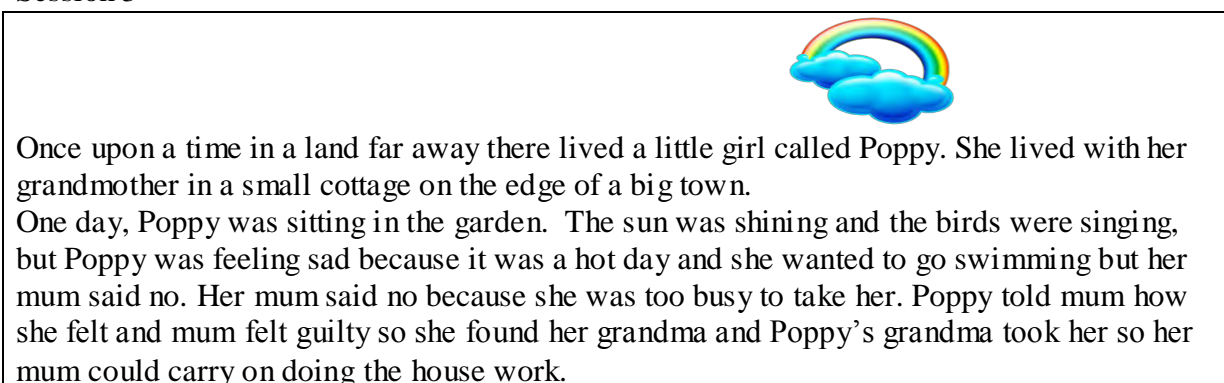 Once upon a time in a land far away there lived a little girl called Poppy. She lived with her
grandmother in a small cottage on the edge of a big town.
One day, Poppy was sitting in the garden.  The sun was shining and the birds were singing,
but Poppy was feeling sad because it was a hot day and she wanted to go swimming but her
mum said no. Her mum said no because she was too busy to take her. Poppy told mum how
she felt and mum felt guilty so she found her grandma and Poppy’s grandma took her so her
mum could carry on doing the house work.